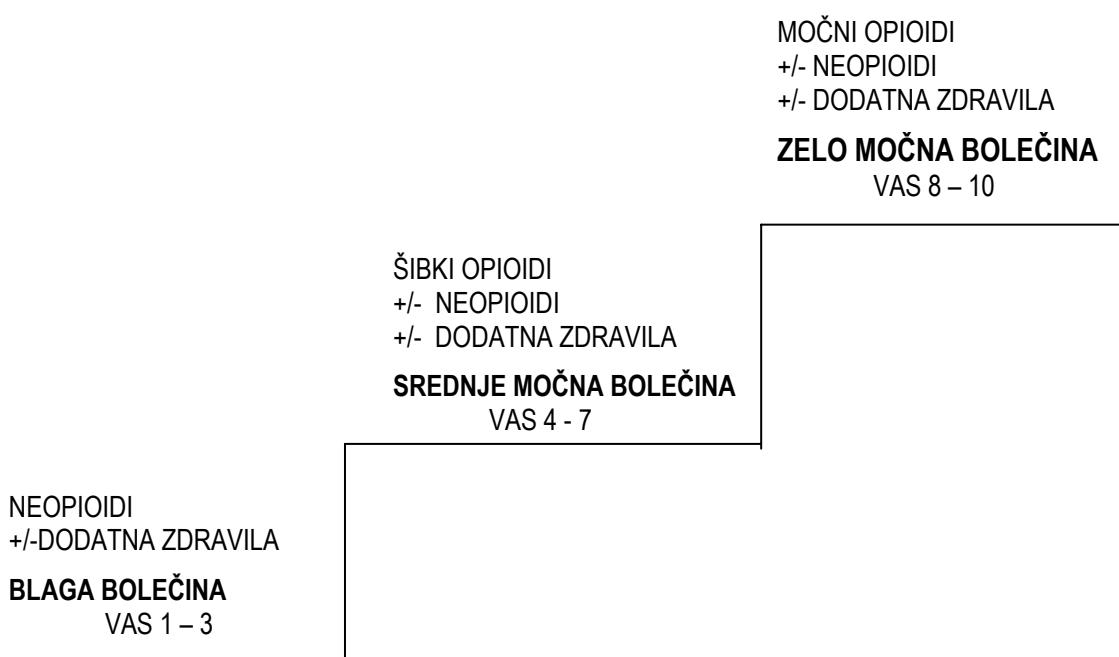 MOČNI OPIOIDI
+/- NEOPIOIDI
+/- DODATNA ZDRAVILA
ZELO MOČNA BOLEČINA
VAS 8 – 10
ŠIBKI OPIOIDI
+/- NEOPIOIDI
+/- DODATNA ZDRAVILA
SREDNJE MOČNA BOLEČINA
VAS 4 - 7
NEOPIOIDI
+/-DODATNA ZDRAVILA
BLAGA BOLEČINA
VAS 1 – 3